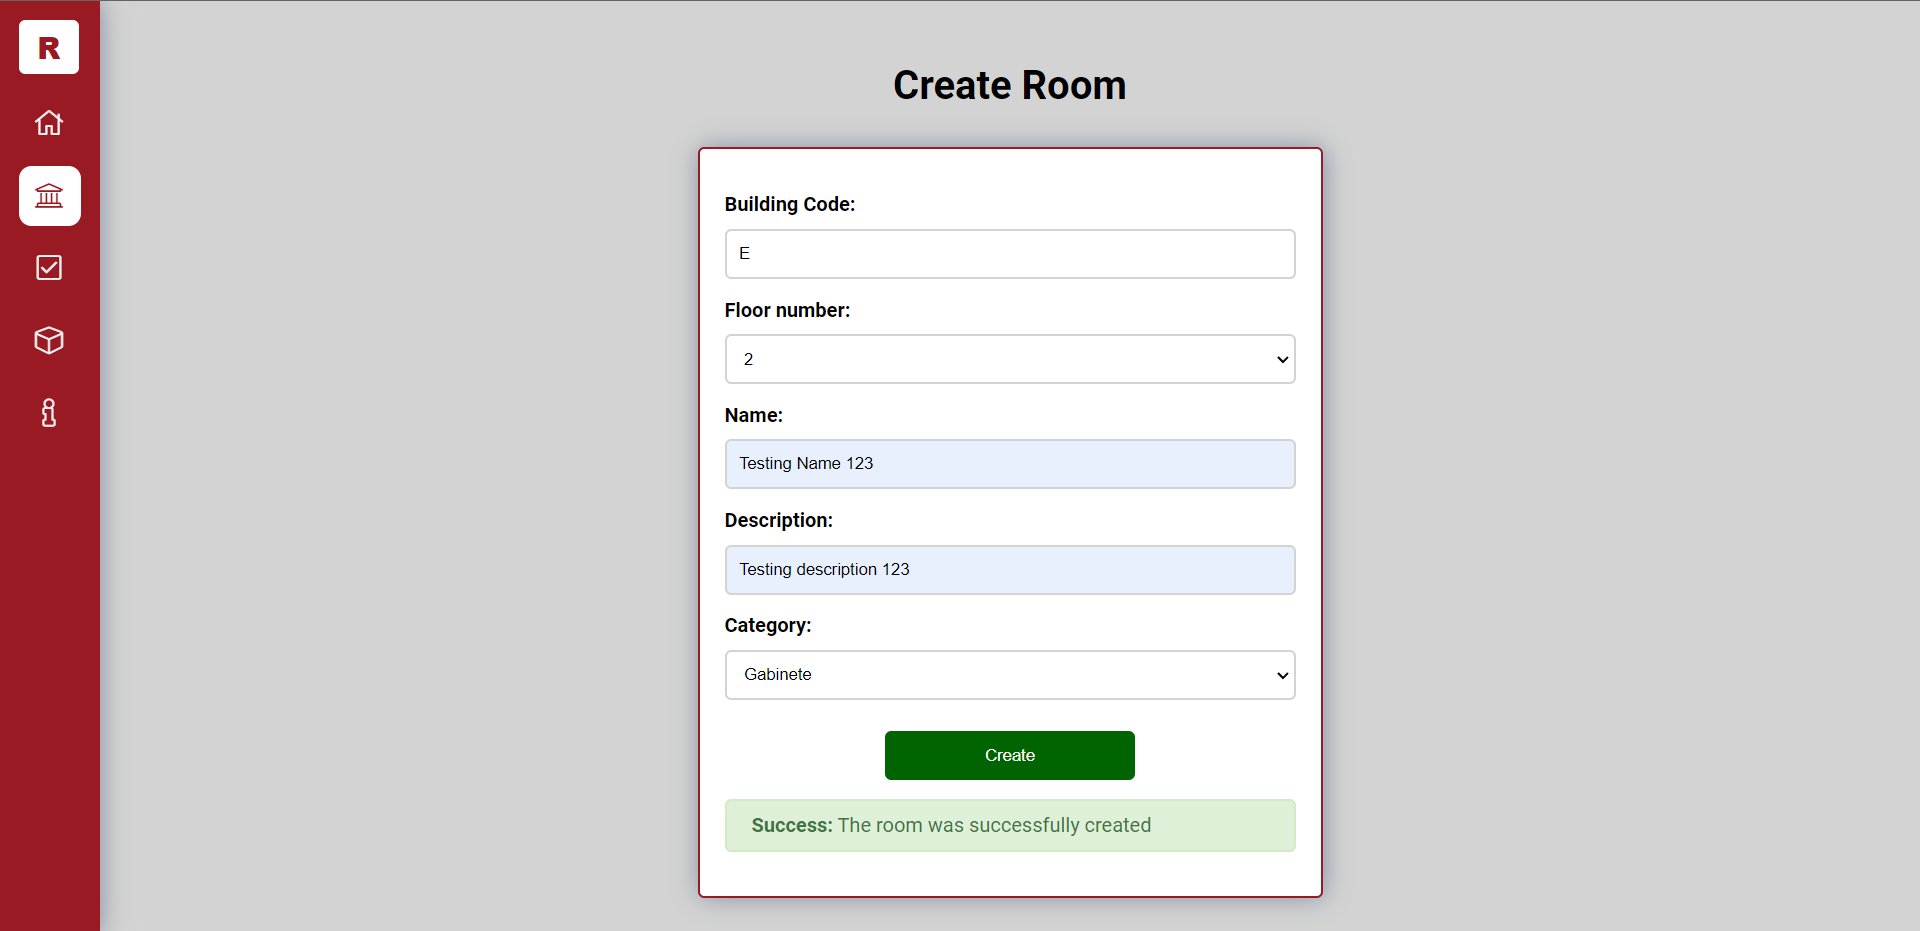 R
Create Room
Building Code:
E
Floor number:
2
Name:
Testing Name 123
Description:
Testing description 123
Category:
Gabinete
Create
Success: The room was successfully created